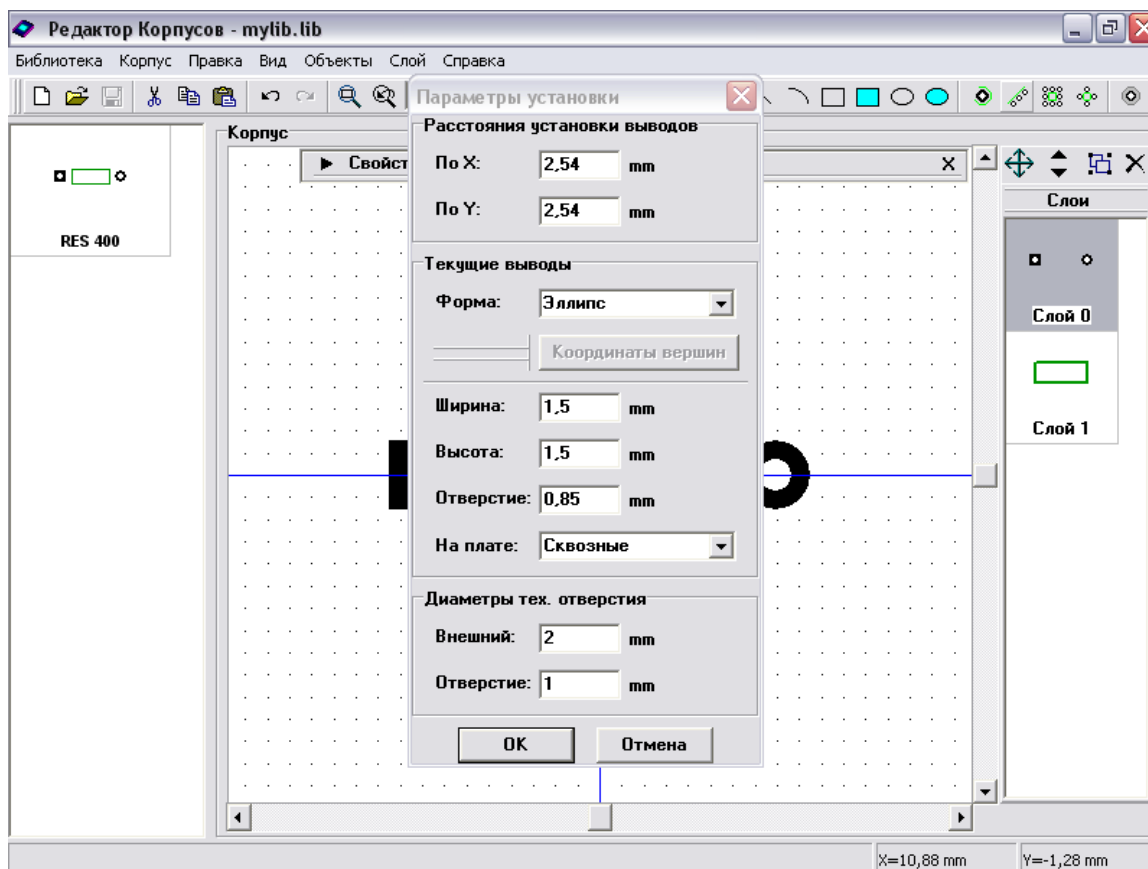 Редактор Корпусов - mylib.lib
Библиотека Корпус Правка Вид Объекты Слой Справка
Параметры установки
Расстояния установки выводов
По X: 2,54 mm
По Y: 2,54 mm
Текущие выводы
Форма: Эллипс
Координаты вершин
Ширина: 1,5 mm
Высота: 1,5 mm
Отверстие: 0,85 mm
На плате: Сквозные
Диаметры тех. отверстия
Внешний: 2 mm
Отверстие: 1 mm
OK Отмена
RES 400
Корпус
Свойст
Слои
Слой 0
Слой 1
X=10,88 mm Y=-1,28 mm